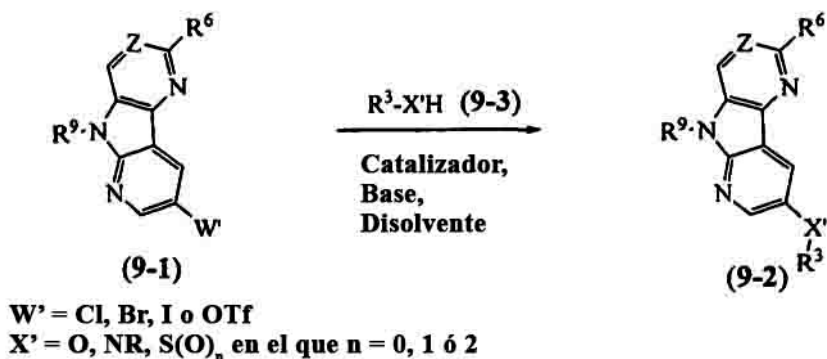 R⁶
Z
N
R⁹-N
N
W'
(9-1)
R³-X'H (9-3)
Catalizador,
Base,
Disolvente
R⁶
Z
N
R⁹-N
N
X'
R³
(9-2)
W' = Cl, Br, I o OTf
X' = O, NR, S(O)ₙ en el que n = 0, 1 ó 2